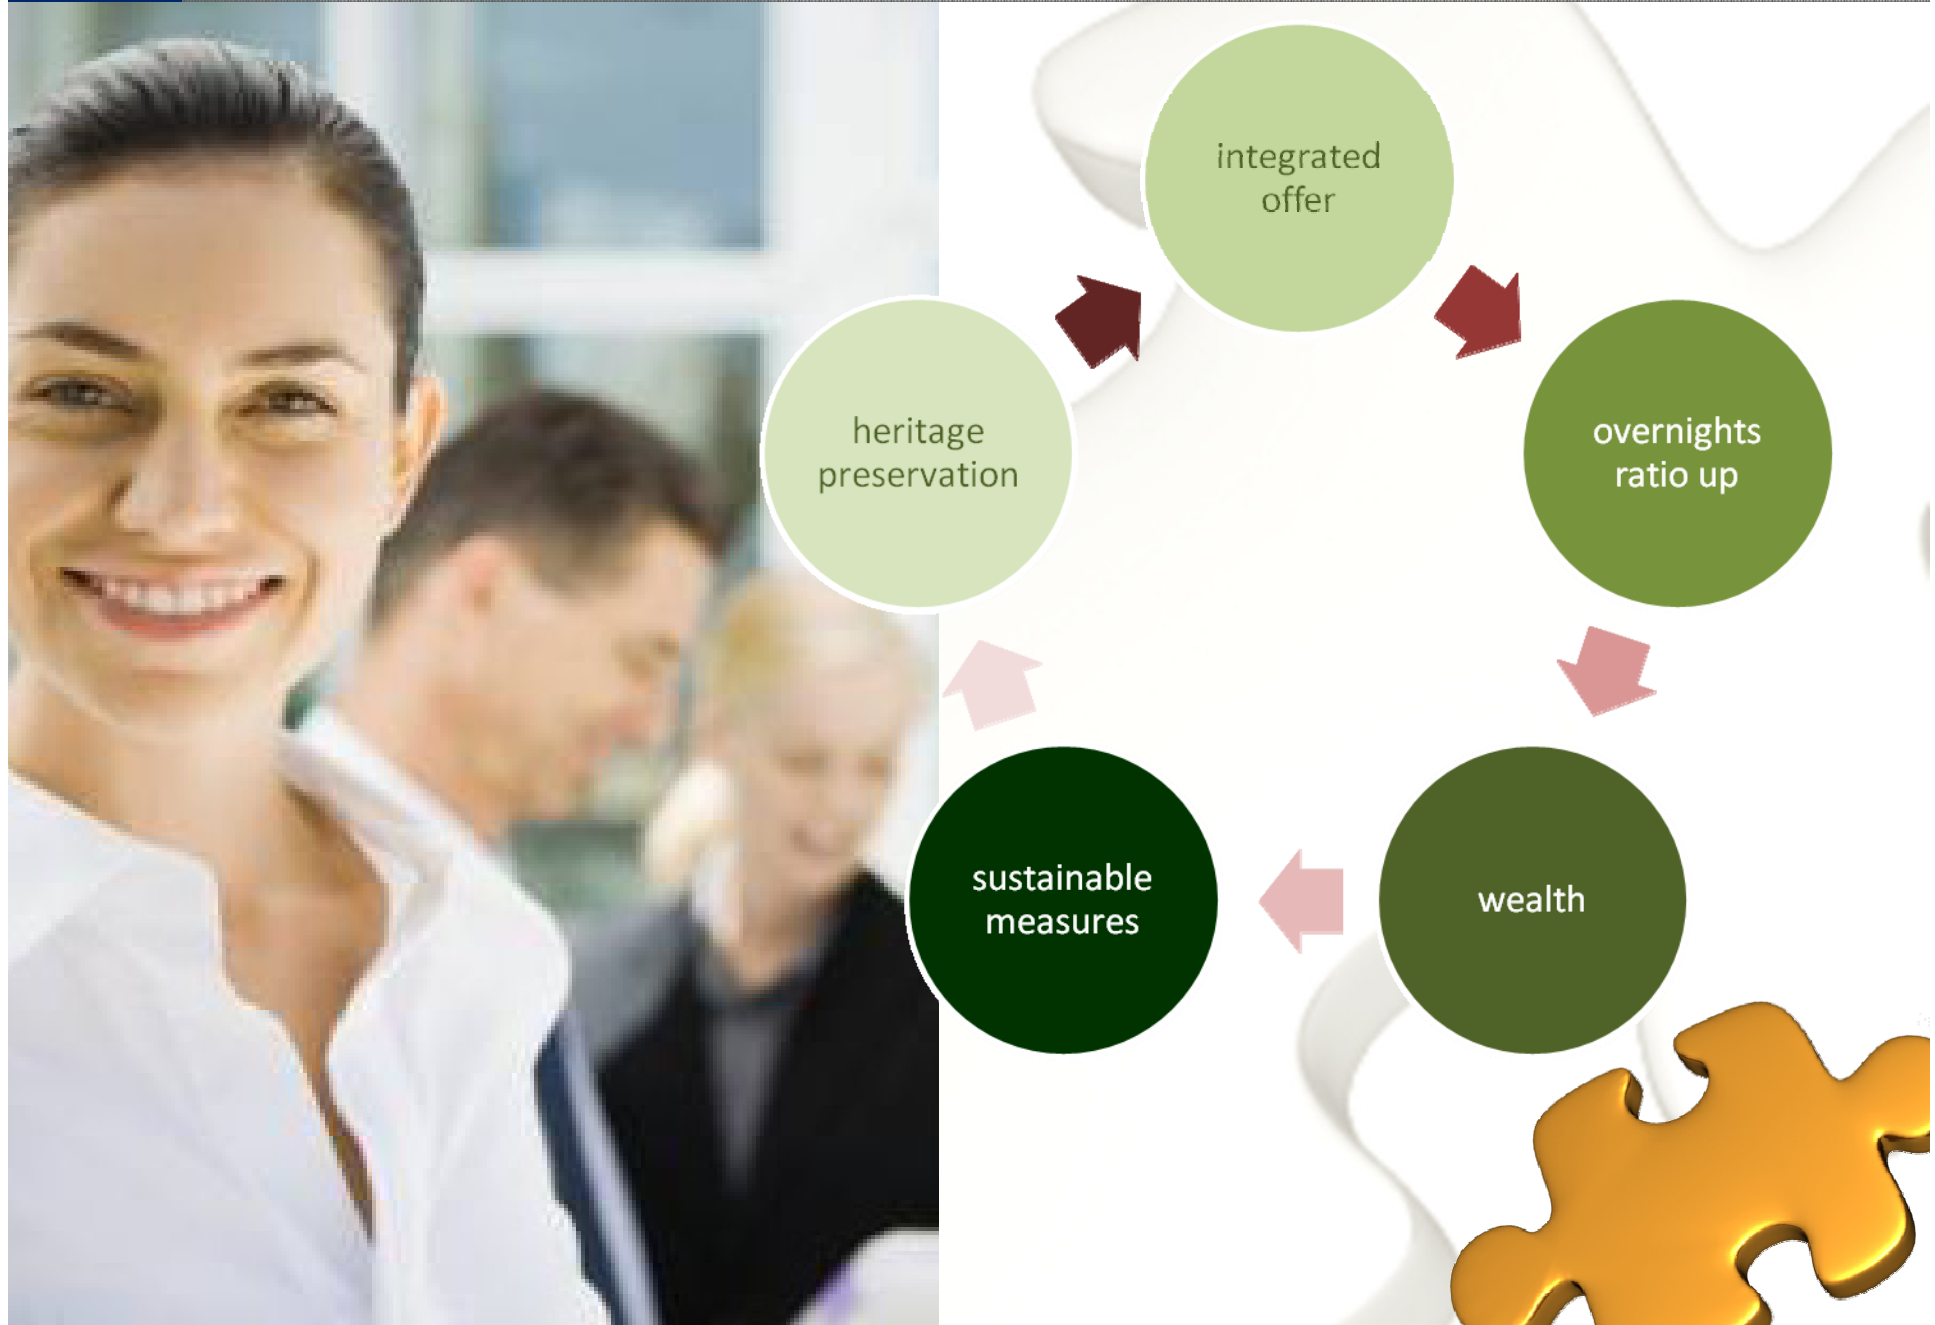 integrated
offer
overnights
ratio up
wealth
sustainable
measures
heritage
preservation